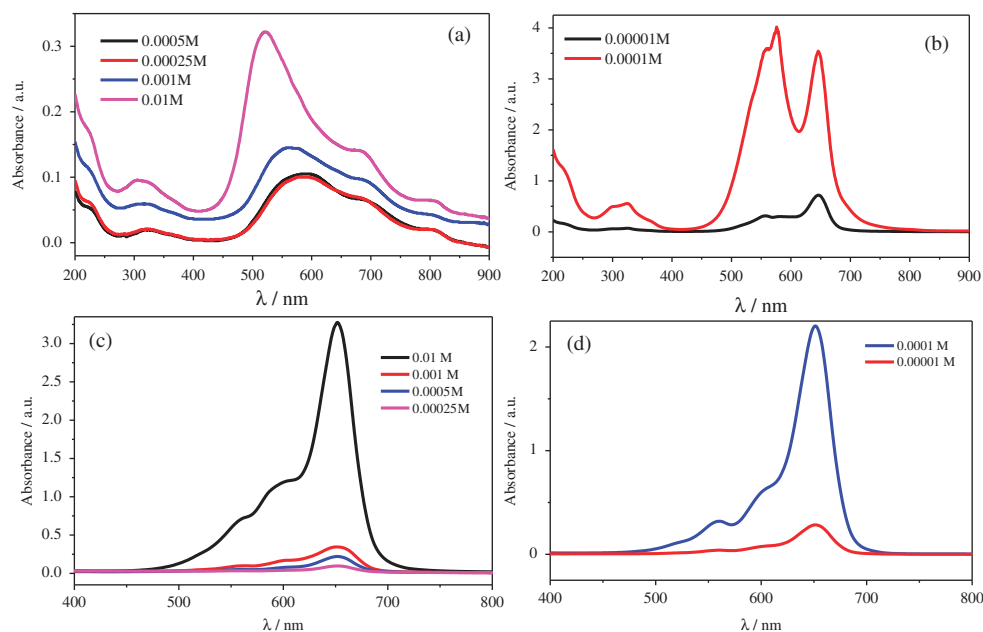 (a)
0.0005M
0.00025M
0.001M
0.01M
Absorbance / a.u.
0.3
0.2
0.1
0.0
200 300 400 500 600 700 800 900
λ / nm
(b)
0.00001M
0.0001M
Absorbance / a.u.
4
3
2
1
0
200 300 400 500 600 700 800 900
λ / nm
(c)
0.01 M
0.001 M
0.0005M
0.00025M
Absorbance / a.u.
3.0
2.5
2.0
1.5
1.0
0.5
0.0
400 500 600 700 800
λ / nm
(d)
0.0001 M
0.00001 M
Absorbance / a.u.
2
1
0
400 500 600 700 800
λ / nm